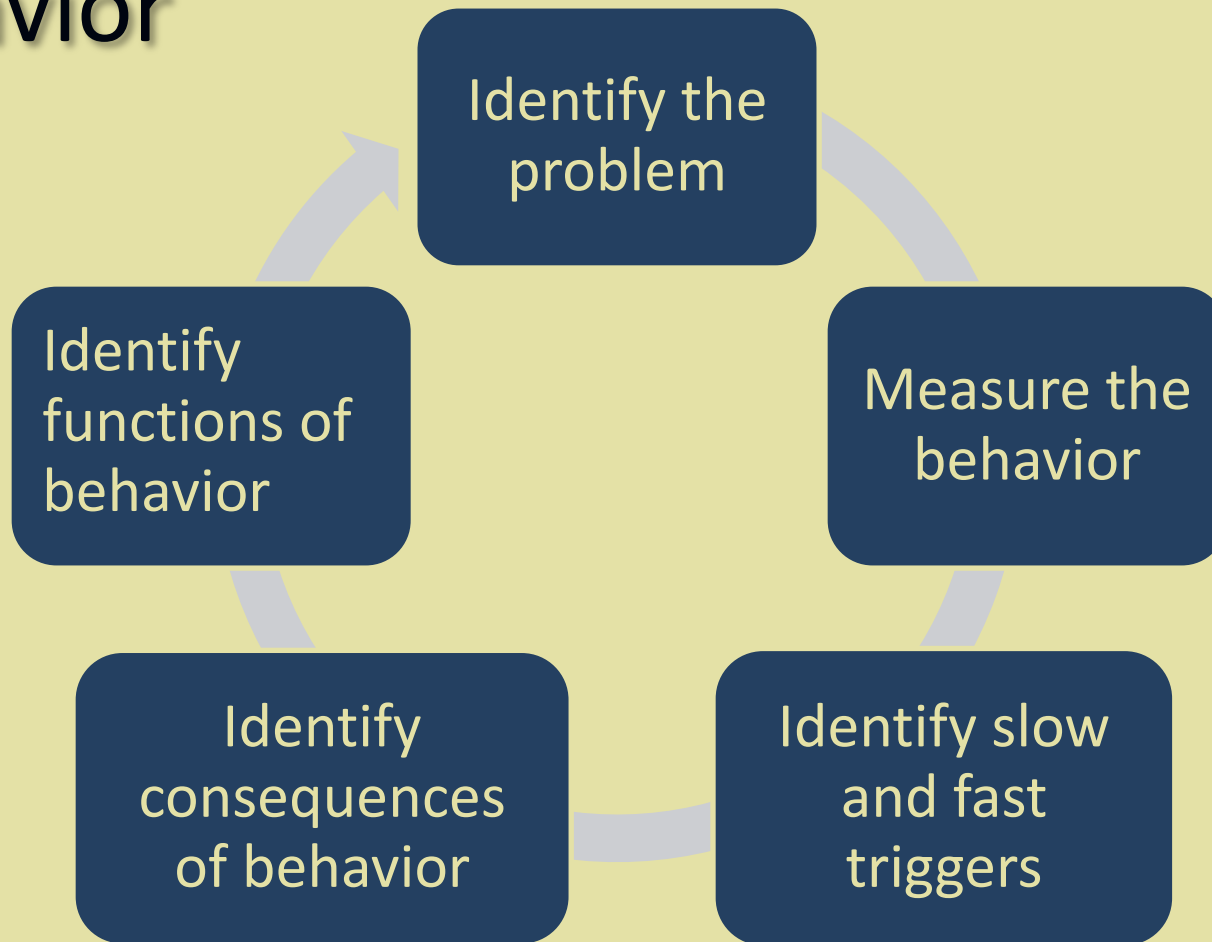 Identify the
problem
Measure the
behavior
Identify slow
and fast
triggers
Identify
consequences
of behavior
Identify
functions of
behavior